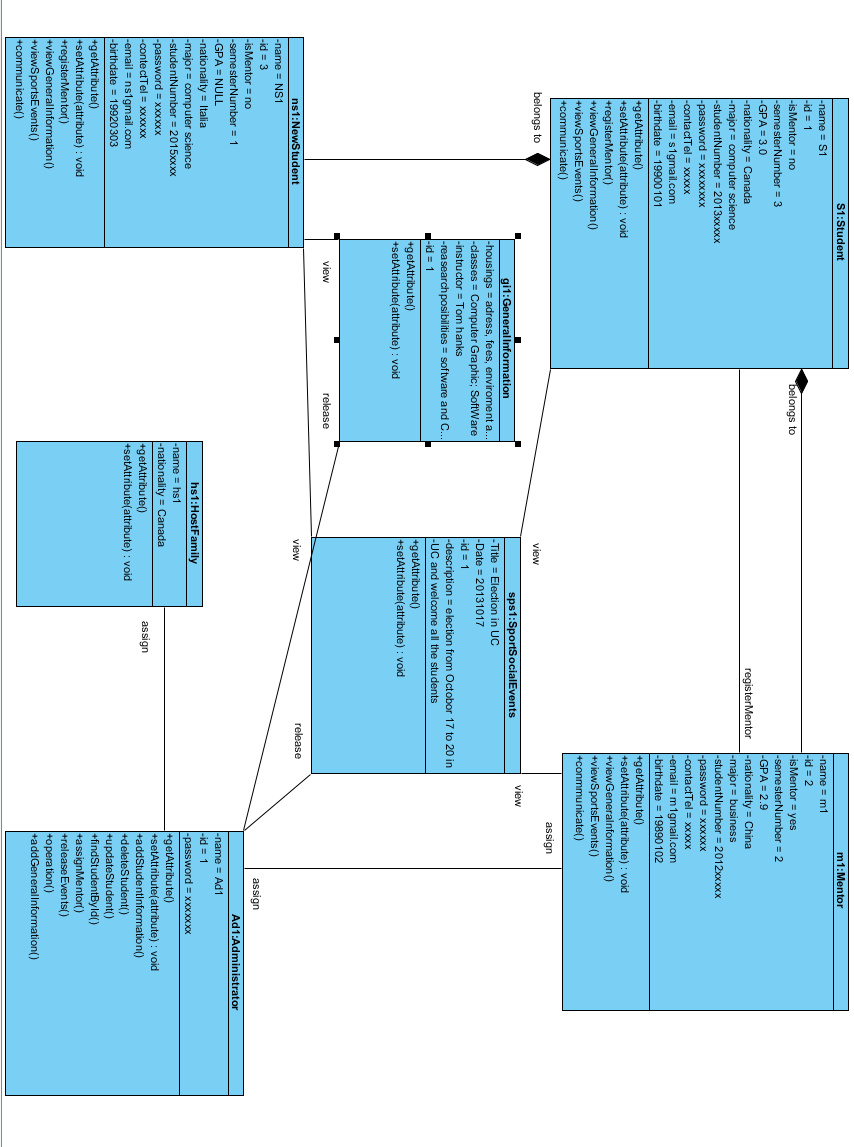 S1:Student
-name = S1
-id = 1
-isMentor = no
-semesterNumber = 3
-GPA = 3.0
-nationality = Canada
-major = computer science
-studentNumber = 2013xxxxx
-password = xxxxxxxx
-contactTel = xxxxx
-email = s1gmail.com
-birthdate = 19900101
+getAttribute()
+setAttribute(attribute) : void
+registerMentor()
+viewGeneralInformation()
+viewSportsEvents()
+communicate()
belongs to
registerMentor
m1:Mentor
-name = m1
-id = 2
-isMentor = yes
-semesterNumber = 2
-GPA = 2.9
-nationality = China
-major = business
-studentNumber = 2012xxxxx
-password = xxxxxx
-contactTel = xxxxx
-email = m1gmail.com
-birthdate = 19890102
+getAttribute()
+setAttribute(attribute) : void
+viewGeneralInformation()
+viewSportsEvents()
+conmmunicate()
belongs to
view
assign
view
gi1:GeneralInformation
-housings = adress, fees, enviroment a...
-classes = Computer Graphic; SoftWare
-instructor = Tom hanks
-reasearchposibilities = software and C...
-id = 1
+getAttribute()
+setAttribute(attribute) : void
sps1:SportSocialEvents
-Title = Election in UC
-Date = 20131017
-id = 1
-description = election from October 17 to 20 in
-UC and welcome all the students
+getAttribute()
+setAttribute(attribute) : void
view
release
view
release
assign
ns1:NewStudent
-name = NS1
-id = 3
-isMentor = no
-semesterNumber = 1
-GPA = NULL
-nationality = Italia
-major = computer science
-studentNumber = 2015xxxx
-password = xxxxxx
-contectTel = xxxxxx
-email = ns1gmail.com
-birthdate = 19920303
+getAttribute()
+setAttribute(attribute) : void
+registerMentor()
+viewGeneralInformation()
+viewSportsEvents()
+communicate()
hs1:HostFamily
-name = hs1
-nationality = Canada
+getAttribute()
+setAttribute(attribute) : void
assign
Ad1:Administrator
-name = Ad1
-id = 1
-password = xxxxxxx
+getAttribute()
+setAttribute(attribute) : void
+addStudentInformation()
+deleteStudent()
+updateStudent()
+findStudentById()
+assignMentor()
+releaseEvents()
+operation()
+addGeneralInformation()